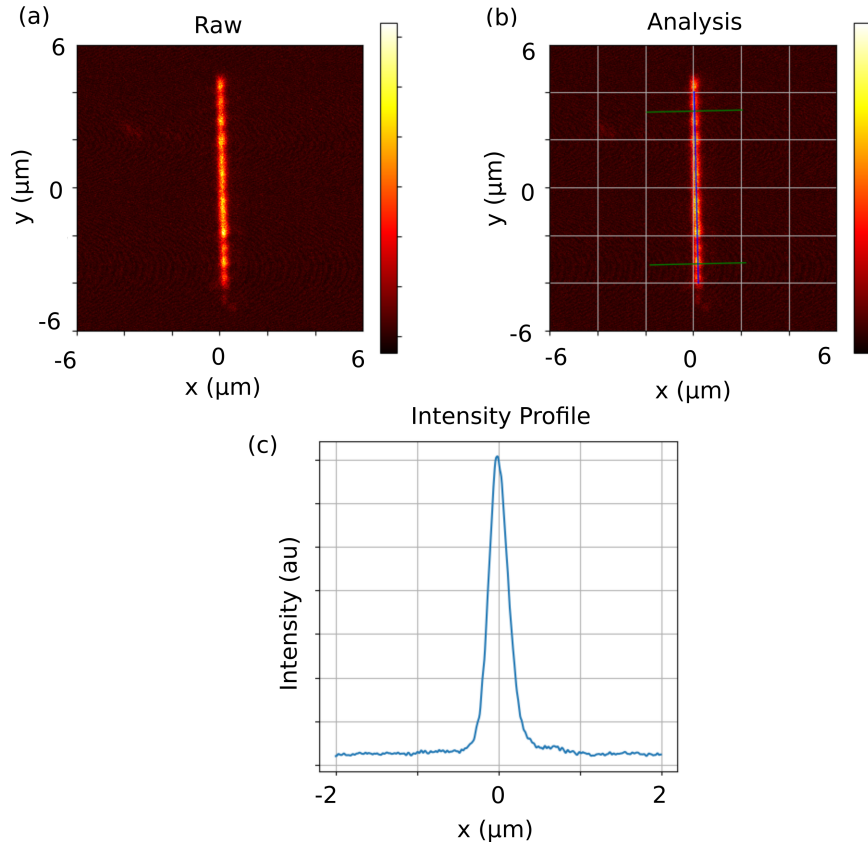 (a)
Raw
6
0
-6
y (μm)
-6
0
6
x (μm)
(b)
Analysis
6
0
-6
y (μm)
-6
0
6
x (μm)
(c)
Intensity Profile
Intensity (au)
-2
0
2
x (μm)